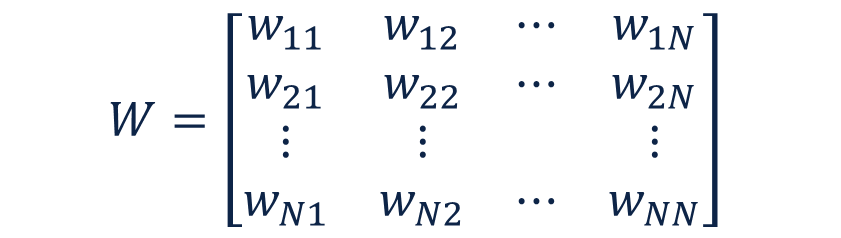 w₁₁ w₁₂ ⋯ w₁N
w₂₁ w₂₂ ⋯ w₂N
W = ⋮ ⋮ ⋮
wN₁ wN₂ ⋯ wNN